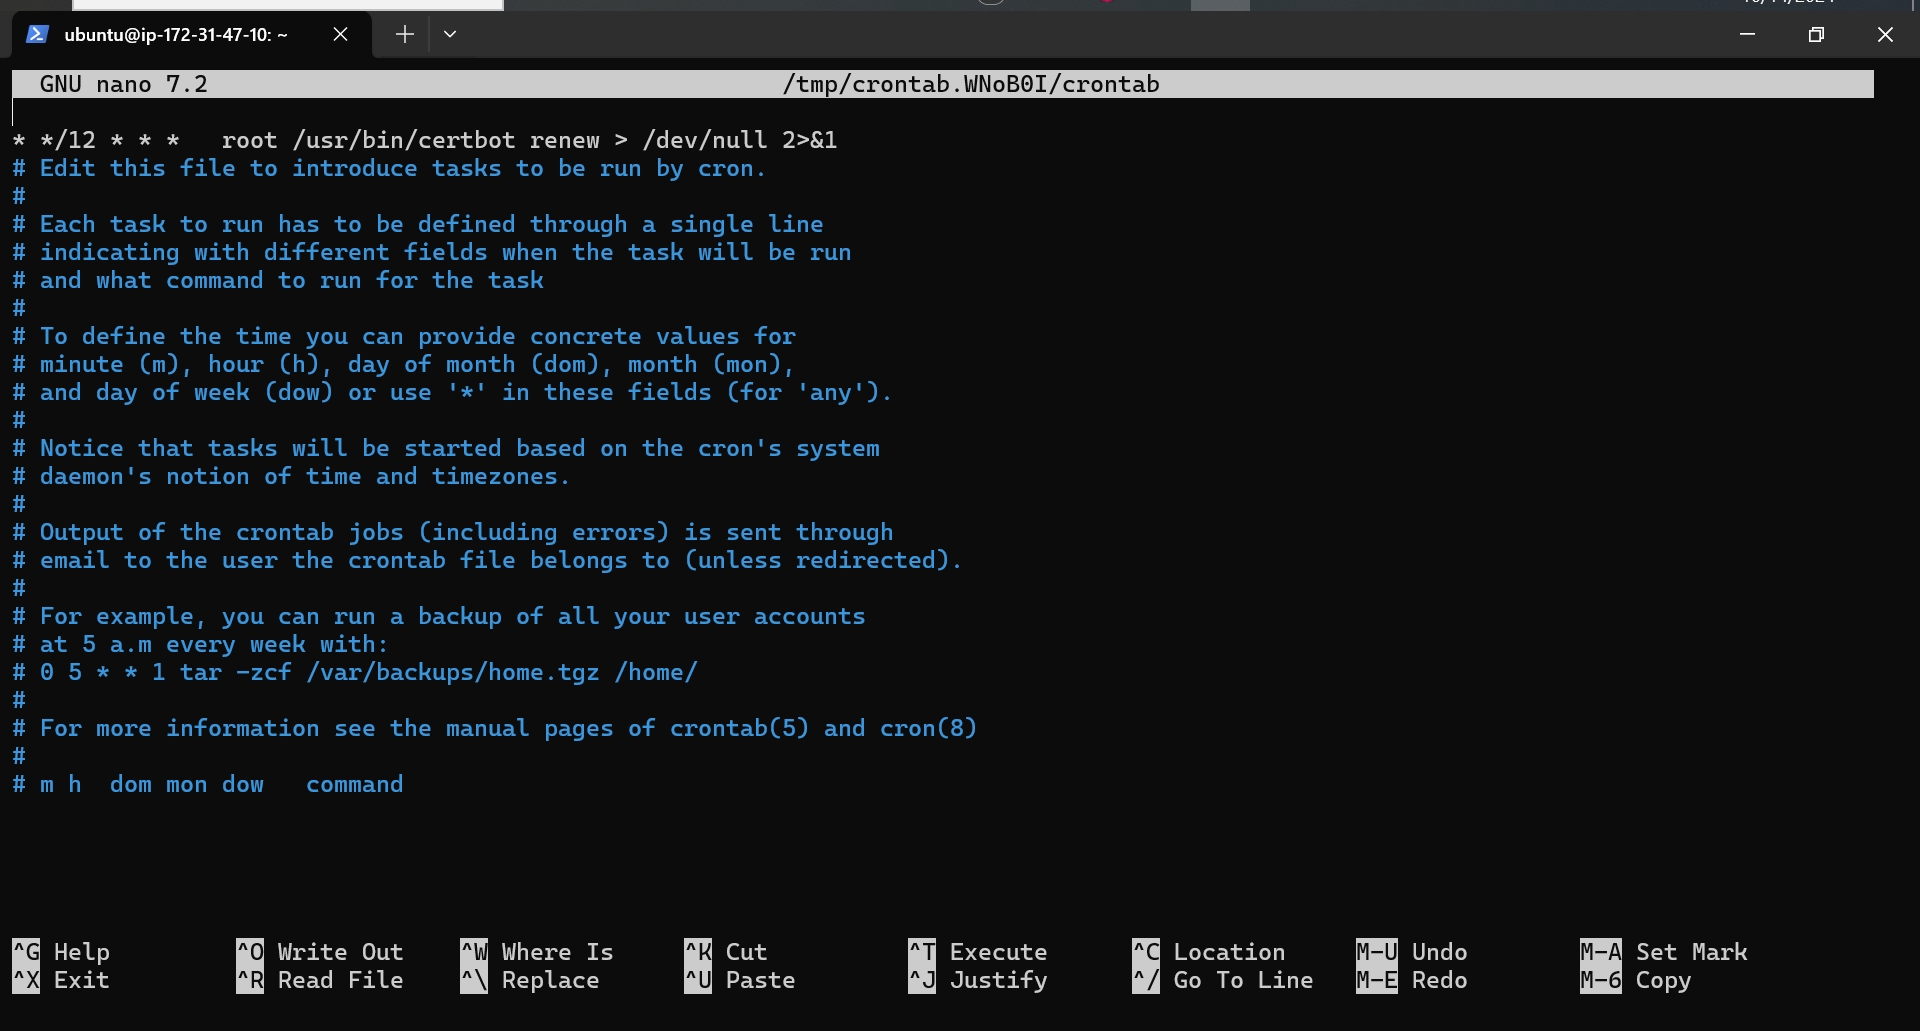 ubuntu@ip-172-31-47-10: ~
GNU nano 7.2 /tmp/crontab.WNoB0I/crontab
* */12 * * *   root /usr/bin/certbot renew > /dev/null 2>&1
# Edit this file to introduce tasks to be run by cron.
#
# Each task to run has to be defined through a single line
# indicating with different fields when the task will be run
# and what command to run for the task
#
# To define the time you can provide concrete values for
# minute (m), hour (h), day of month (dom), month (mon),
# and day of week (dow) or use '*' in these fields (for 'any').
#
# Notice that tasks will be started based on the cron's system
# daemon's notion of time and timezones.
#
# Output of the crontab jobs (including errors) is sent through
# email to the user the crontab file belongs to (unless redirected).
#
# For example, you can run a backup of all your user accounts
# at 5 a.m every week with:
# 0 5 * * 1 tar -zcf /var/backups/home.tgz /home/
#
# For more information see the manual pages of crontab(5) and cron(8)
#
# m h  dom mon dow   command
^G Help ^O Write Out ^W Where Is ^K Cut ^T Execute ^C Location M-U Undo M-A Set Mark
^X Exit ^R Read File ^\ Replace ^U Paste ^J Justify ^/ Go To Line M-E Redo M-6 Copy